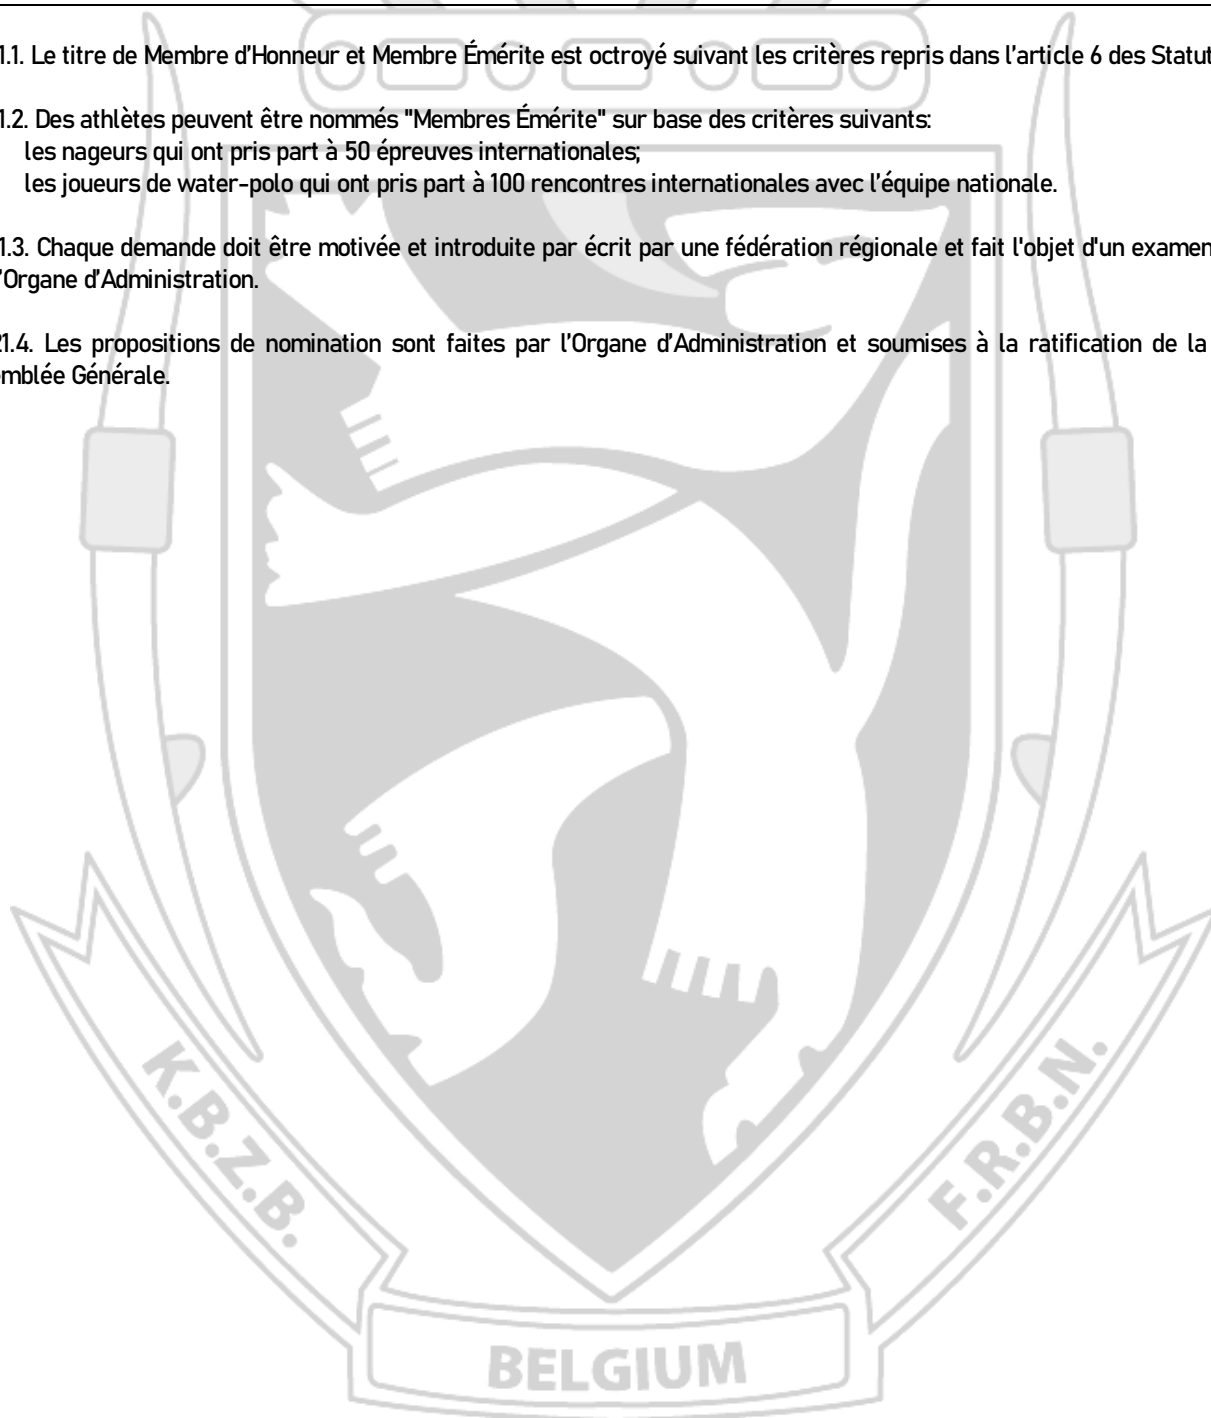 1.1. Le titre de Membre d’Honneur et Membre Émérite est octroyé suivant les critères repris dans l’article 6 des Statut
1.2. Des athlètes peuvent être nommés "Membres Émérite" sur base des critères suivants:
les nageurs qui ont pris part à 50 épreuves internationales;
les joueurs de water-polo qui ont pris part à 100 rencontres internationales avec l’équipe nationale.
1.3. Chaque demande doit être motivée et introduite par écrit par une fédération régionale et fait l'objet d'un examen
l’Organe d’Administration.
21.4. Les propositions de nomination sont faites par l’Organe d’Administration et soumises à la ratification de la
emblée Générale.
K.B.Z.B.
F.R.B.N.
BELGIUM